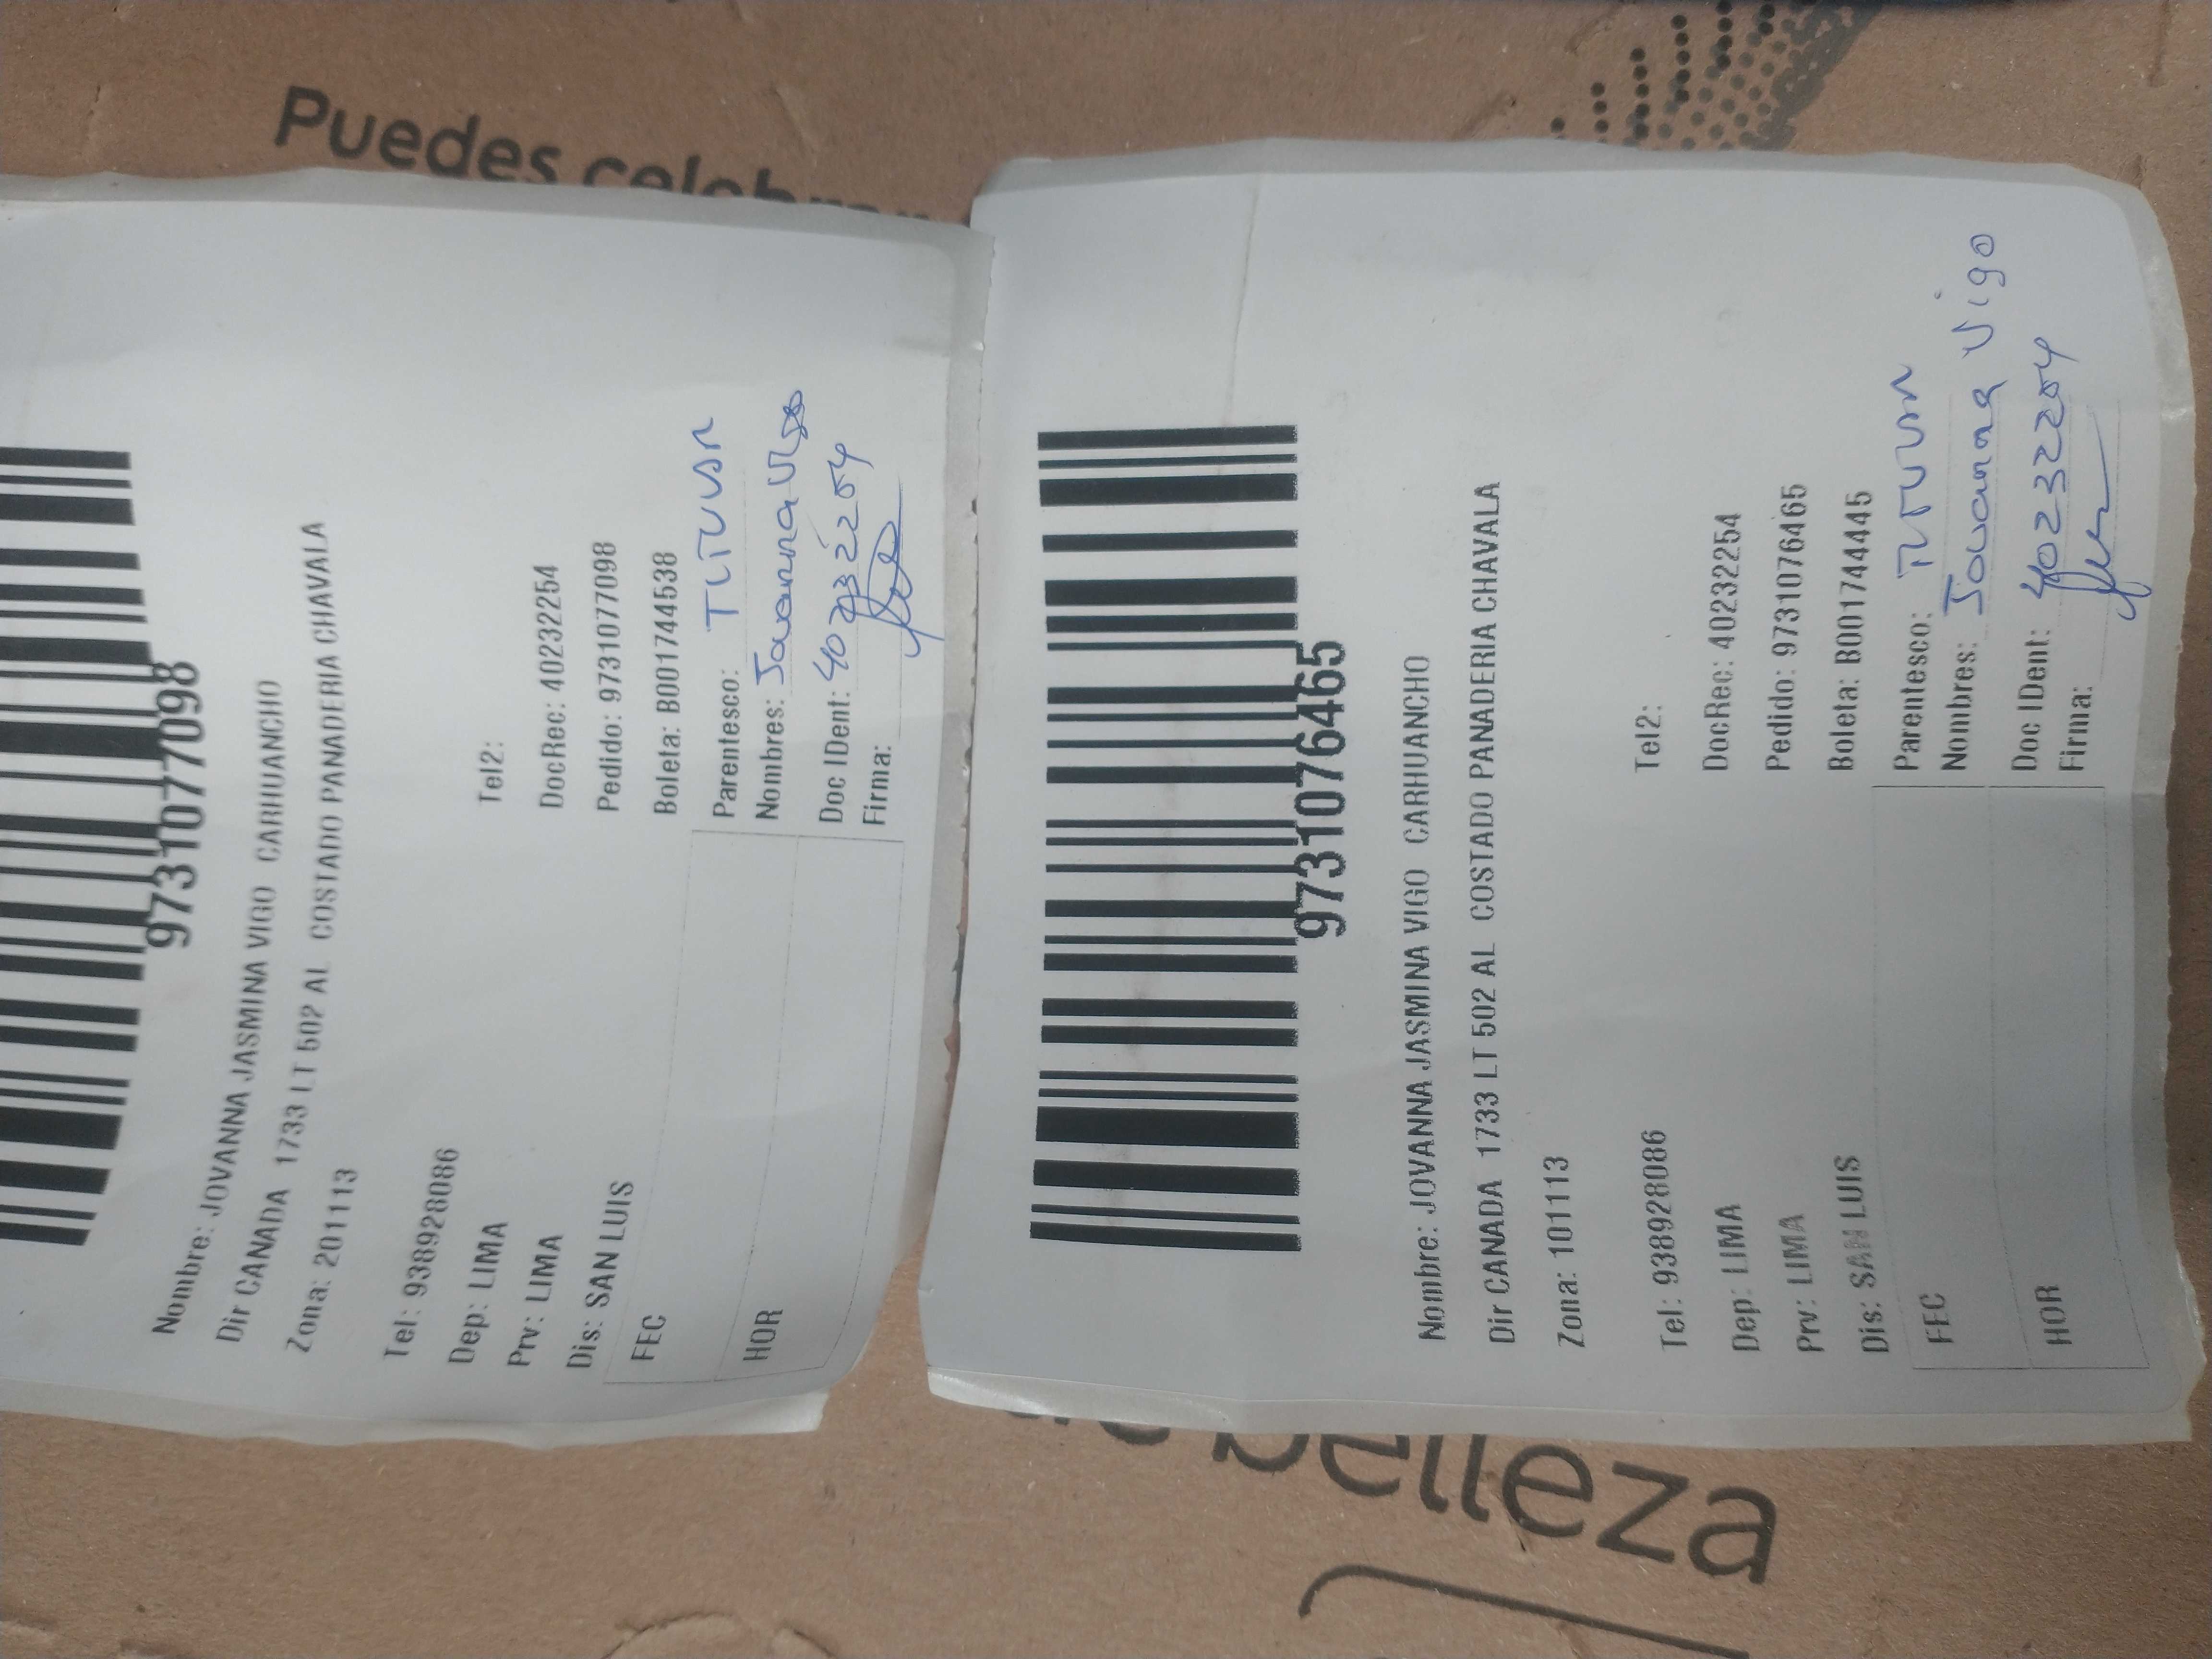 Puedes celebrar
9731077098
Nombre: JOVANNA JASMINA VIGO CARHUANCHO
Dir CANADA 1733 LT 502 AL COSTADO PANADERIA CHAVALA
Zona: 201113
Tel: 938928086 Tel2:
Dep: LIMA DocRec: 40232254
Prv: LIMA Pedido: 9731077098
Dis: SAN LUIS Boleta: B001744538
FEC Parentesco:
Nombres: Jovanna Vigo
HOR Doc IDent: 40232254
Firma:
9731076465
Nombre: JOVANNA JASMINA VIGO CARHUANCHO
Dir CANADA 1733 LT 502 AL COSTADO PANADERIA CHAVALA
Zona: 101113
Tel: 938928086 Tel2:
Dep: LIMA DocRec: 40232254
Prv: LIMA Pedido: 9731076465
Dis: SAN LUIS Boleta: B001744445
FEC Parentesco:
Nombres: Jovanna Vigo
HOR Doc IDent: 40232254
Firma:
belleza